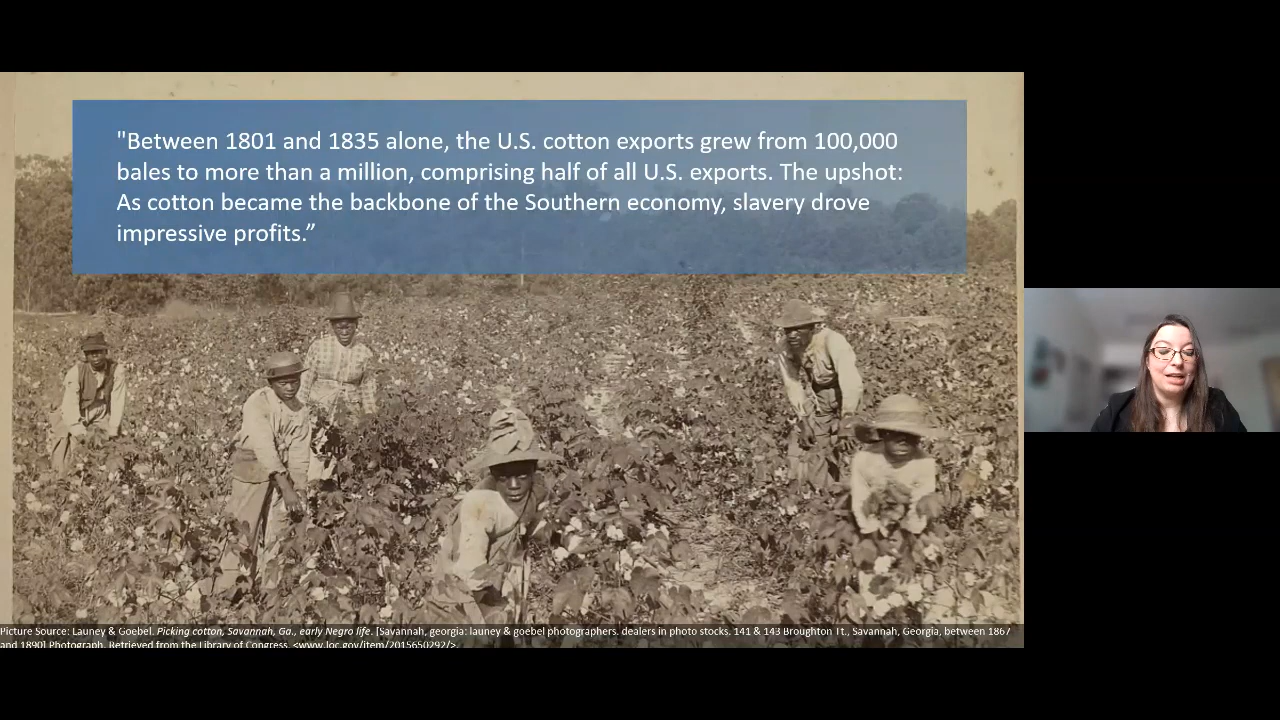 "Between 1801 and 1835 alone, the U.S. cotton exports grew from 100,000
bales to more than a million, comprising half of all U.S. exports. The upshot:
As cotton became the backbone of the Southern economy, slavery drove
impressive profits.”
Picture Source: Launey & Goebel. Picking cotton, Savannah, Ga., early Negro life. [Savannah, georgia: launey & goebel photographers. dealers in photo stocks. 141 & 143 Broughton Tt., Savannah, Georgia, between 1867
and 1890] Photograph. Retrieved from the Library of Congress, <www.loc.gov/item/2015650292/>.